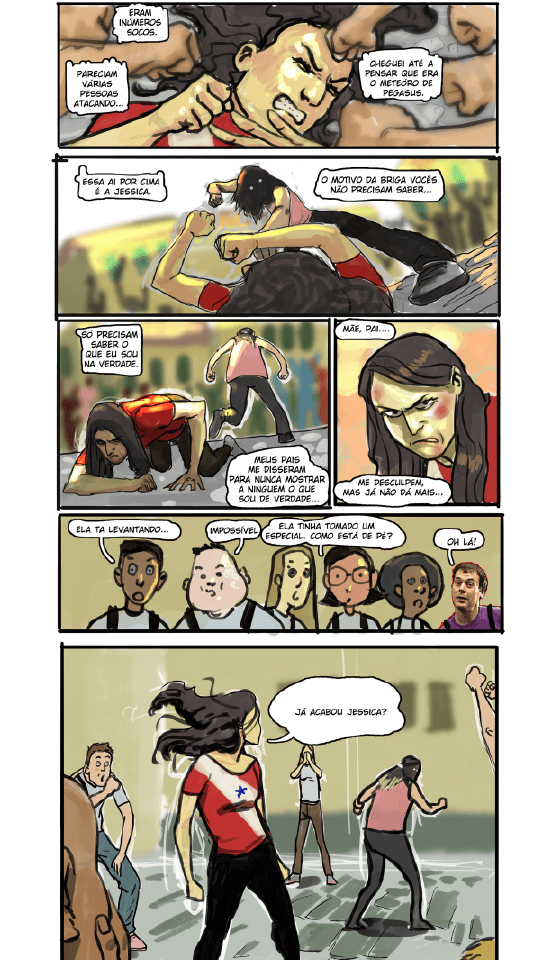 ERAM
INÚMEROS
SOCOS.
PARECIAM
VÁRIAS
PESSOAS
ATACANDO...
CHEGUEI ATÉ A
PENSAR QUE ERA
O METEÓRO DE
PEGASUS.
ESSA AI POR CIMA
É A JESSICA.
O MOTIVO DA BRIGA VOCÊS
NÃO PRECISAM SABER...
SÓ PRECISAM
SABER O
QUE EU SOU
NA VERDADE.
MEUS PAIS
ME DISSERAM
PARA NUNCA MOSTRAR
A NINGUEM O QUE
SOU DE VERDADE...
MÃE, PAI....
ME DESCULPEM,
MAS JÁ NÃO DÁ MAIS...
ELA TA LEVANTANDO...
IMPOSSÍVEL
ELA TINHA TOMADO UM
ESPECIAL. COMO ESTÁ DE PÉ?
OH LÁ!
JÁ ACABOU JESSICA?